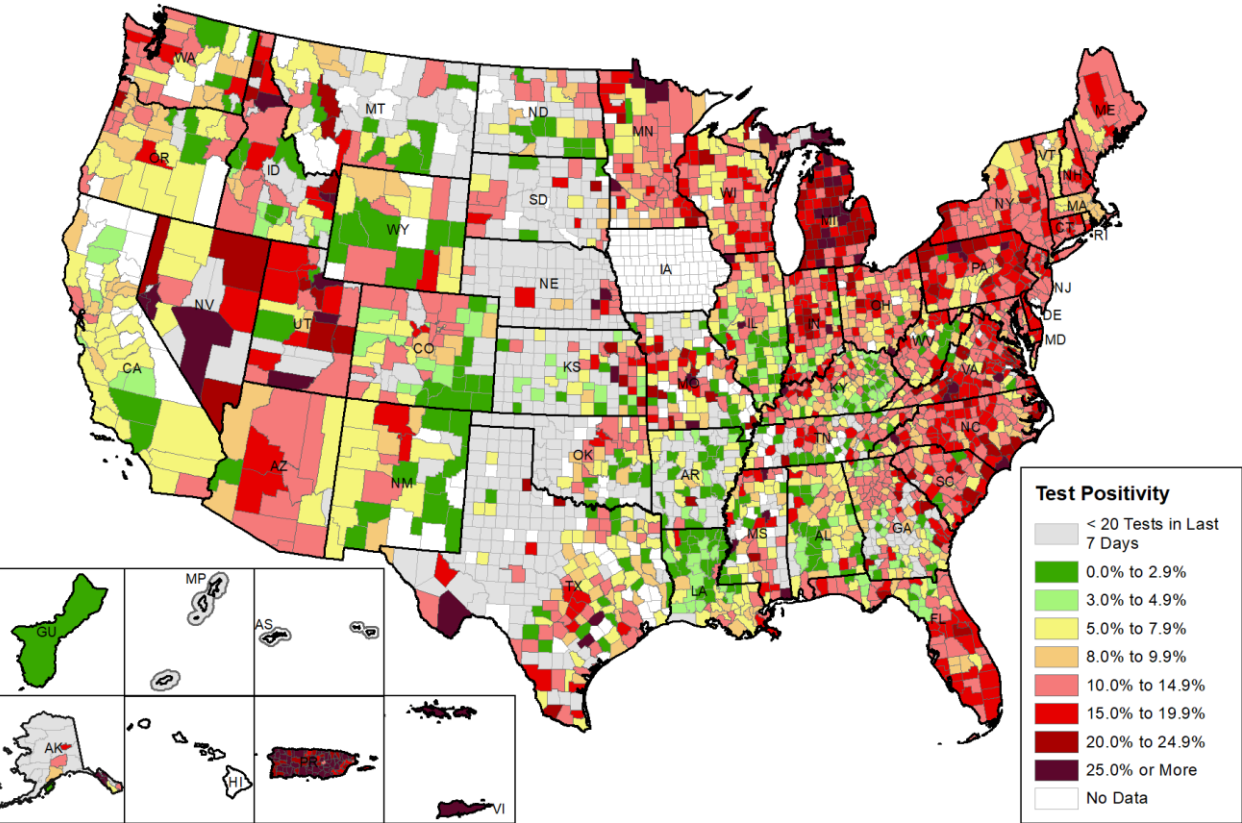 WA
MT
ND
MN
ME
OR
ID
SD
WI
VT
NH
NY
MA
WY
MI
CT
RI
NE
IA
PA
NJ
NV
UT
IL
IN
OH
DE
CA
CO
WV
MD
KS
MO
KY
VA
AZ
NM
OK
AR
TN
NC
SC
MS
AL
GA
TX
LA
FL
GU
MP
AS
AK
HI
PR
VI
Test Positivity
< 20 Tests in Last
7 Days
0.0% to 2.9%
3.0% to 4.9%
5.0% to 7.9%
8.0% to 9.9%
10.0% to 14.9%
15.0% to 19.9%
20.0% to 24.9%
25.0% or More
No Data